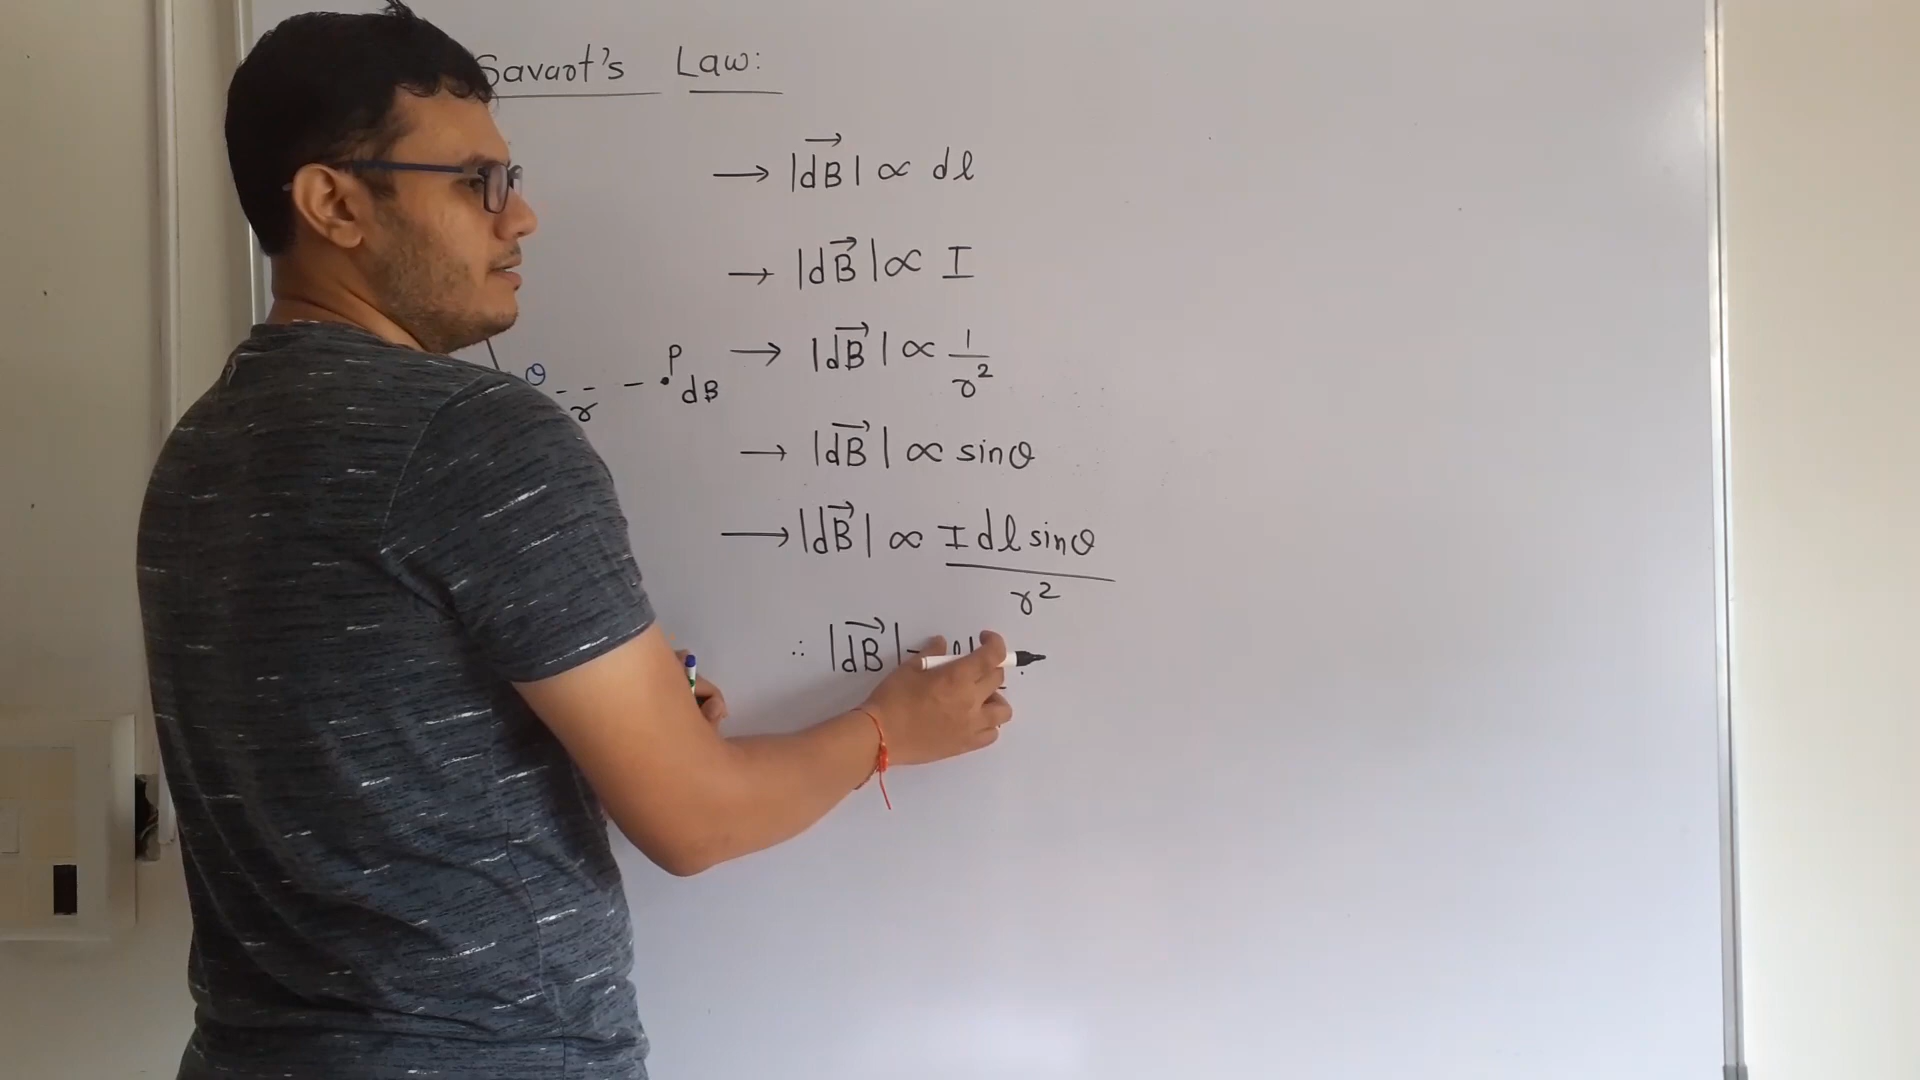 Savart's Law:
→ |dB⃗| ∝ dl
→ |dB⃗| ∝ I
→ |dB⃗| ∝ 1/r²
θ
r
P
dB
→ |dB⃗| ∝ sinθ
→ |dB⃗| ∝ I dl sinθ / r²
∴ |dB⃗| =